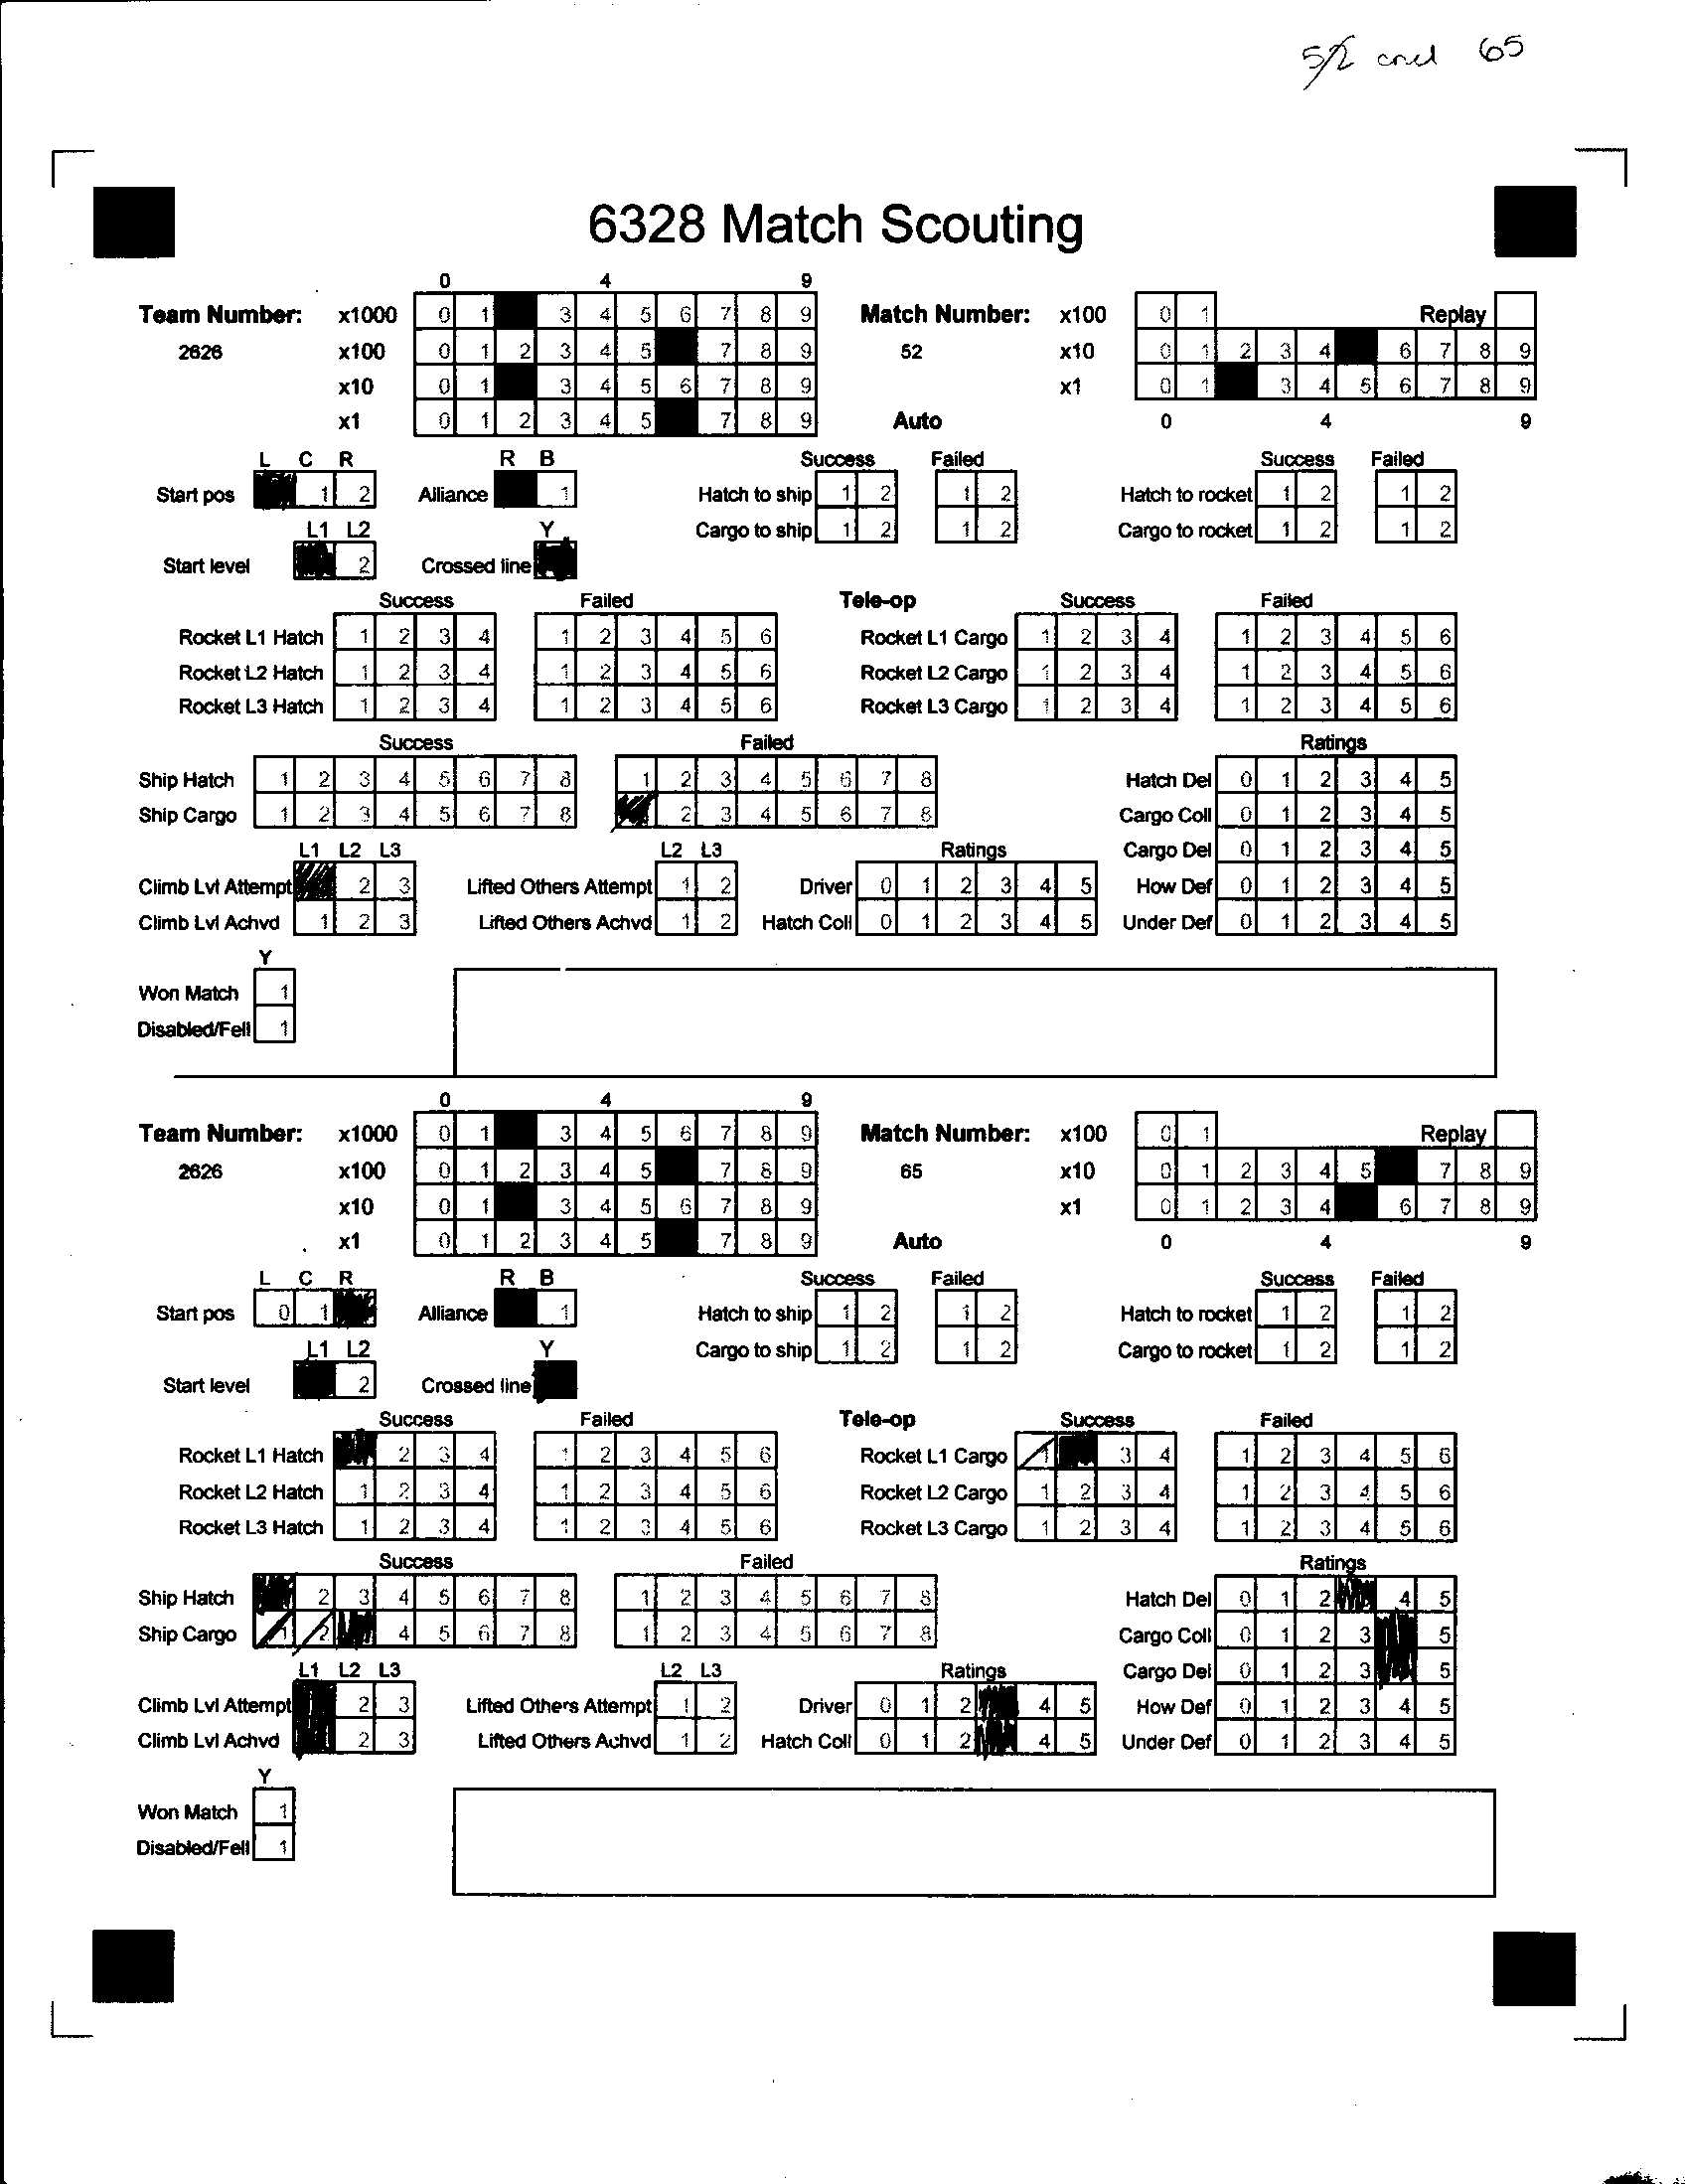 5/2 and 65
6328 Match Scouting
0 4 9
Team Number: x1000 0 1 3 4 5 6 7 8 9 Match Number: x100 0 1 Replay
2626 x100 0 1 2 3 4 5 7 8 9 52 x10 0 1 2 3 4 6 7 8 9
x10 0 1 3 4 5 6 7 8 9 x1 0 1 3 4 5 6 7 8 9
x1 0 1 2 3 4 5 7 8 9 Auto 0 4 9
L C R R B Success Failed Success Failed
Start pos 1 2 Alliance 1 Hatch to ship 1 2 1 2 Hatch to rocket 1 2 1 2
L1 L2 Y Cargo to ship 1 2 1 2 Cargo to rocket 1 2 1 2
Start level 2 Crossed line
Success Failed Tele-op Success Failed
Rocket L1 Hatch 1 2 3 4 1 2 3 4 5 6 Rocket L1 Cargo 1 2 3 4 1 2 3 4 5 6
Rocket L2 Hatch 1 2 3 4 1 2 3 4 5 6 Rocket L2 Cargo 1 2 3 4 1 2 3 4 5 6
Rocket L3 Hatch 1 2 3 4 1 2 3 4 5 6 Rocket L3 Cargo 1 2 3 4 1 2 3 4 5 6
Success Failed Ratings
Ship Hatch 1 2 3 4 5 6 7 8 1 2 3 4 5 6 7 8 Hatch Del 0 1 2 3 4 5
Ship Cargo 1 2 3 4 5 6 7 8 2 3 4 5 6 7 8 Cargo Coll 0 1 2 3 4 5
L1 L2 L3 L2 L3 Ratings Cargo Del 0 1 2 3 4 5
Climb Lvl Attempt 2 3 Lifted Others Attempt 1 2 Driver 0 1 2 3 4 5 How Def 0 1 2 3 4 5
Climb Lvl Achvd 1 2 3 Lifted Others Achvd 1 2 Hatch Coll 0 1 2 3 4 5 Under Def 0 1 2 3 4 5
Y
Won Match 1
Disabled/Fell 1
0 4 9
Team Number: x1000 0 1 3 4 5 6 7 8 9 Match Number: x100 0 1 Replay
2626 x100 0 1 2 3 4 5 7 8 9 65 x10 0 1 2 3 4 5 7 8 9
x10 0 1 3 4 5 6 7 8 9 x1 0 1 2 3 4 6 7 8 9
x1 0 1 2 3 4 5 7 8 9 Auto 0 4 9
L C R R B Success Failed Success Failed
Start pos 0 1 Alliance 1 Hatch to ship 1 2 1 2 Hatch to rocket 1 2 1 2
L1 L2 Y Cargo to ship 1 2 1 2 Cargo to rocket 1 2 1 2
Start level 2 Crossed line
Success Failed Tele-op Success Failed
Rocket L1 Hatch 2 3 4 1 2 3 4 5 6 Rocket L1 Cargo 1 3 4 1 2 3 4 5 6
Rocket L2 Hatch 1 2 3 4 1 2 3 4 5 6 Rocket L2 Cargo 1 2 3 4 1 2 3 4 5 6
Rocket L3 Hatch 1 2 3 4 1 2 3 4 5 6 Rocket L3 Cargo 1 2 3 4 1 2 3 4 5 6
Success Failed Ratings
Ship Hatch 2 3 4 5 6 7 8 1 2 3 4 5 6 7 8 Hatch Del 0 1 2 4 5
Ship Cargo 1 2 4 5 6 7 8 1 2 3 4 5 6 7 8 Cargo Coll 0 1 2 3 5
L1 L2 L3 L2 L3 Ratings Cargo Del 0 1 2 3 5
Climb Lvl Attempt 2 3 Lifted Others Attempt 1 2 Driver 0 1 2 4 5 How Def 0 1 2 3 4 5
Climb Lvl Achvd 2 3 Lifted Others Achvd 1 2 Hatch Coll 0 1 2 4 5 Under Def 0 1 2 3 4 5
Y
Won Match 1
Disabled/Fell 1